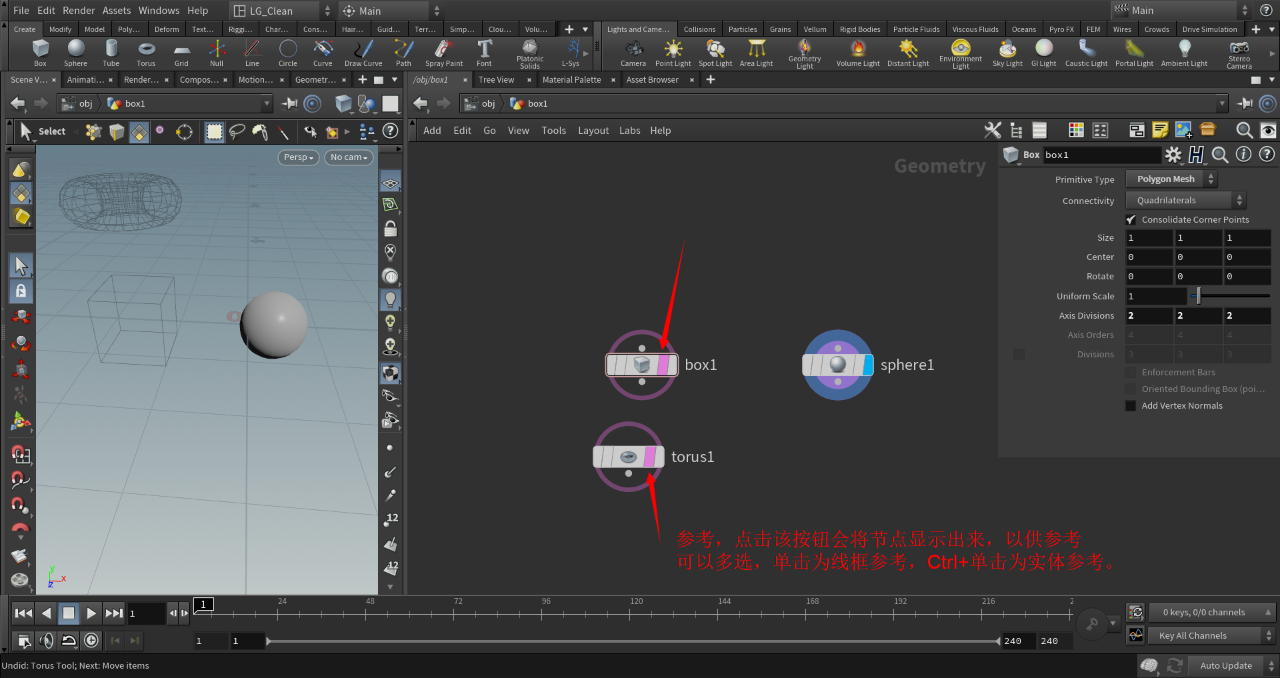 File Edit Render Assets Windows Help LG_Clean Main Main
Create Modify Model Poly... Deform Text... Riggi... Char... Cons... Hair... Guid... Terr... Simp... Clou... Volu...
Lights and Came... Collisions Particles Grains Vellum Rigid Bodies Particle Fluids Viscous Fluids Oceans Pyro FX FEM Wires Crowds Drive Simulation
Box Sphere Tube Torus Grid Null Line Circle Curve Draw Curve Path Spray Paint Font Platonic Solids L-Sys
Camera Point Light Spot Light Area Light Geometry Light Volume Light Distant Light Environment Light Sky Light GI Light Caustic Light Portal Light Ambient Light Stereo Camera
Scene V... Animati... Render... Compos... Motion... Geometr...
/obj/box1 Tree View Material Palette Asset Browser
obj box1
obj box1
Select
Add Edit Go View Tools Layout Labs Help
Persp No cam
Geometry
Box box1
Primitive Type Polygon Mesh
Connectivity Quadrilaterals
Consolidate Corner Points
Size 1 1 1
Center 0 0 0
Rotate 0 0 0
Uniform Scale 1
Axis Divisions 2 2 2
Axis Orders 4 4 4
Divisions 3 3 3
Enforcement Bars
Oriented Bounding Box (poi...
Add Vertex Normals
box1
sphere1
torus1
参考，点击该按钮会将节点显示出来，以供参考
可以多选，单击为线框参考，Ctrl+单击为实体参考。
12
12
y
x
z
1
1 24 48 72 96 120 144 168 192 216 2
0 keys, 0/0 channels
1 1 240 240
Key All Channels
Undid: Torus Tool; Next: Move items
Auto Update